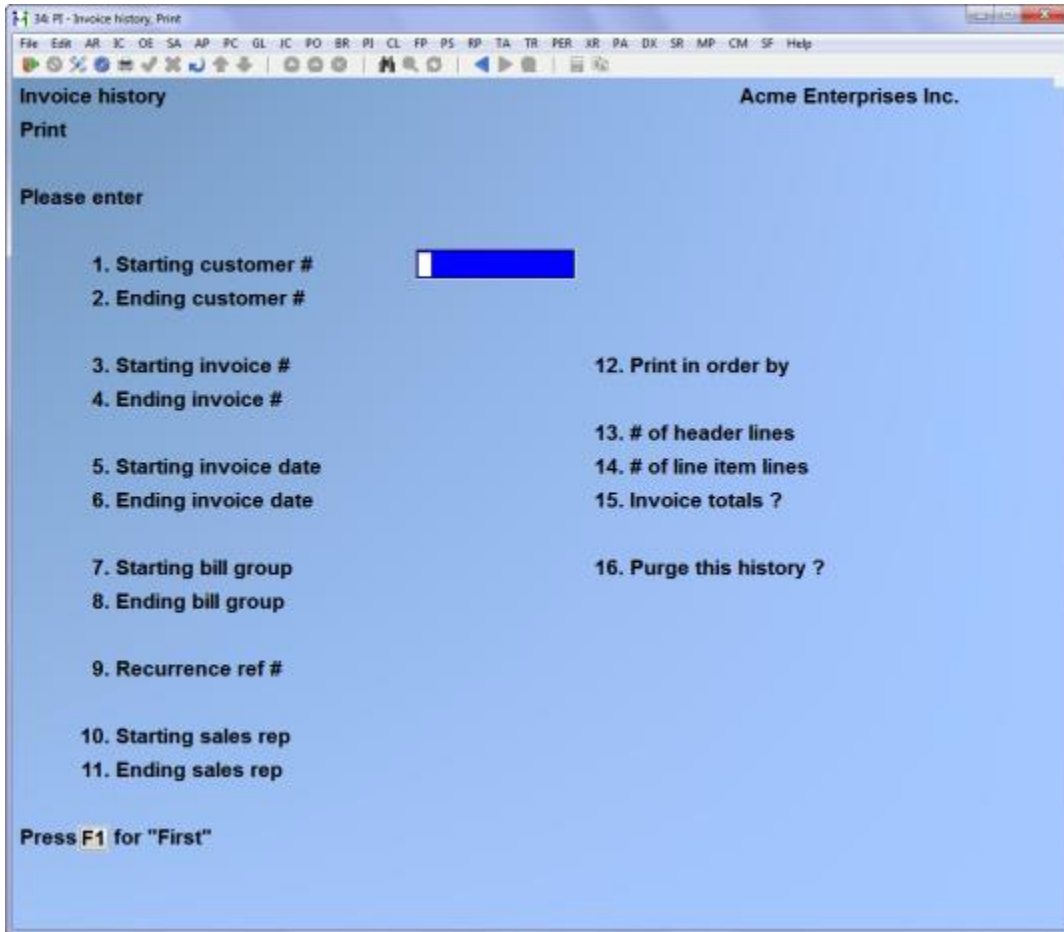 34: PI - Invoice history, Print
File Edit AR IC OE SA AP PC GL JC PO BR PJ CL FP PS RP TA TR PER XR PA DX SR MP CM SF Help
Invoice history Acme Enterprises Inc.
Print
Please enter
1. Starting customer #
2. Ending customer #
3. Starting invoice # 12. Print in order by
4. Ending invoice #
13. # of header lines
5. Starting invoice date 14. # of line item lines
6. Ending invoice date 15. Invoice totals ?
7. Starting bill group 16. Purge this history ?
8. Ending bill group
9. Recurrence ref #
10. Starting sales rep
11. Ending sales rep
Press F1 for "First"